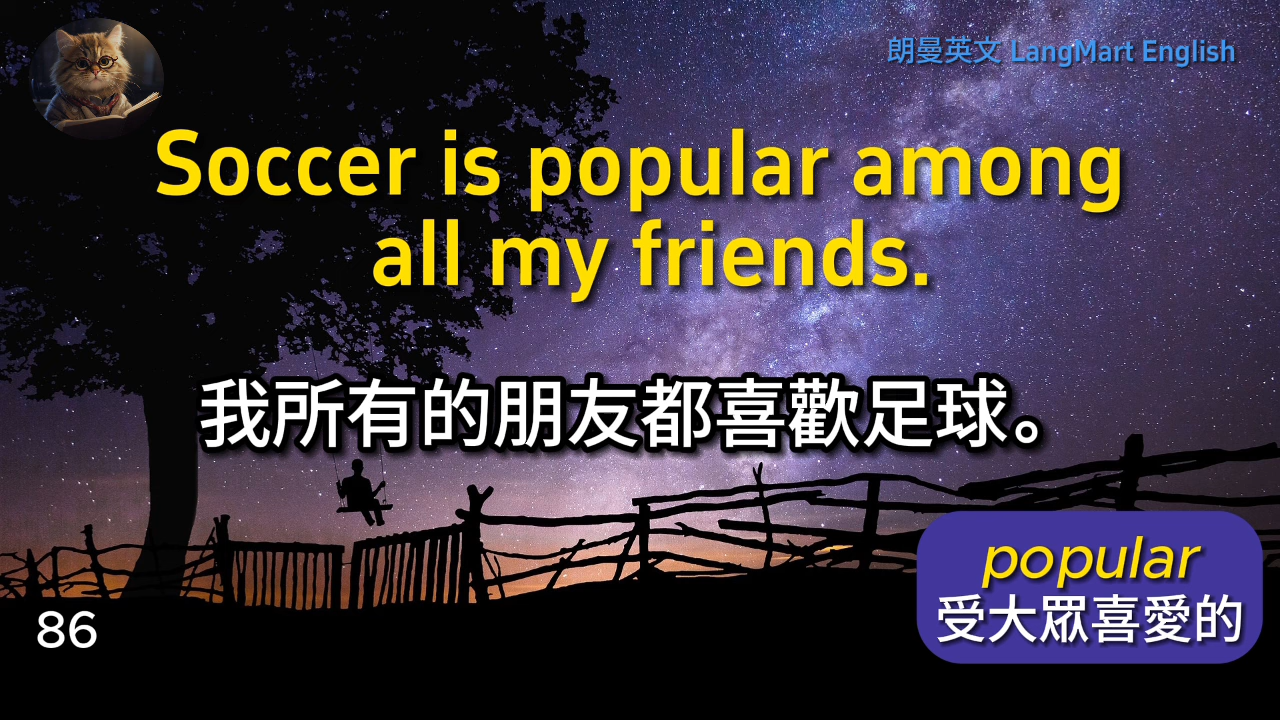 朗曼英文 LangMart English
Soccer is popular among
all my friends.
我所有的朋友都喜歡足球。
popular
受大眾喜愛的
86